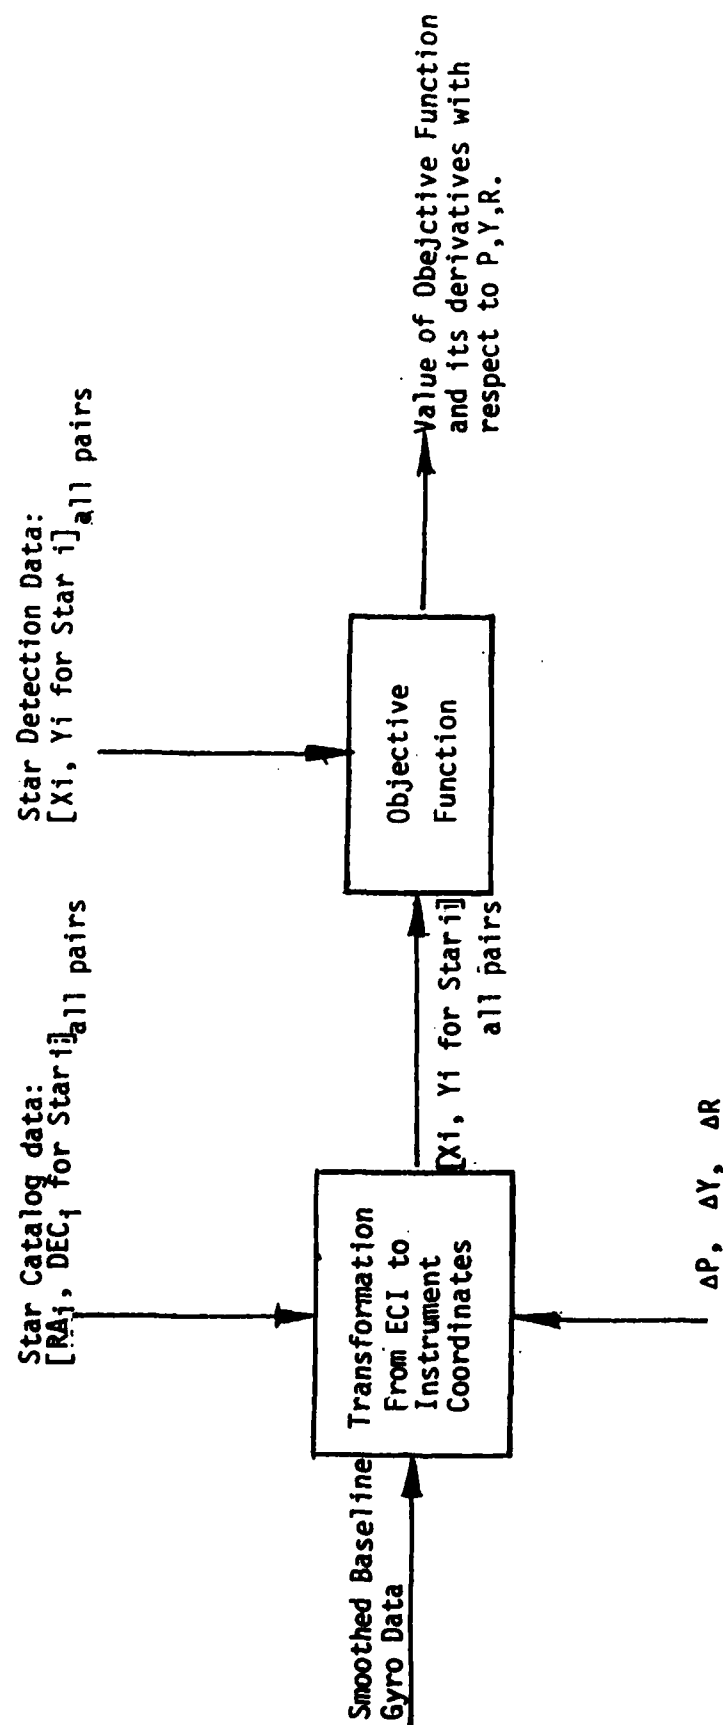 Star Catalog data:
[RAi, DECi for Star i] all pairs
Star Detection Data:
[Xi, Yi for Star i] all pairs
Smoothed Baseline
Gyro Data
Transformation
From ECI to
Instrument
Coordinates
[Xi, Yi for Star i]
all pairs
Objective
Function
Value of Obejctive Function
and its derivatives with
respect to P,Y,R.
ΔP, ΔY, ΔR